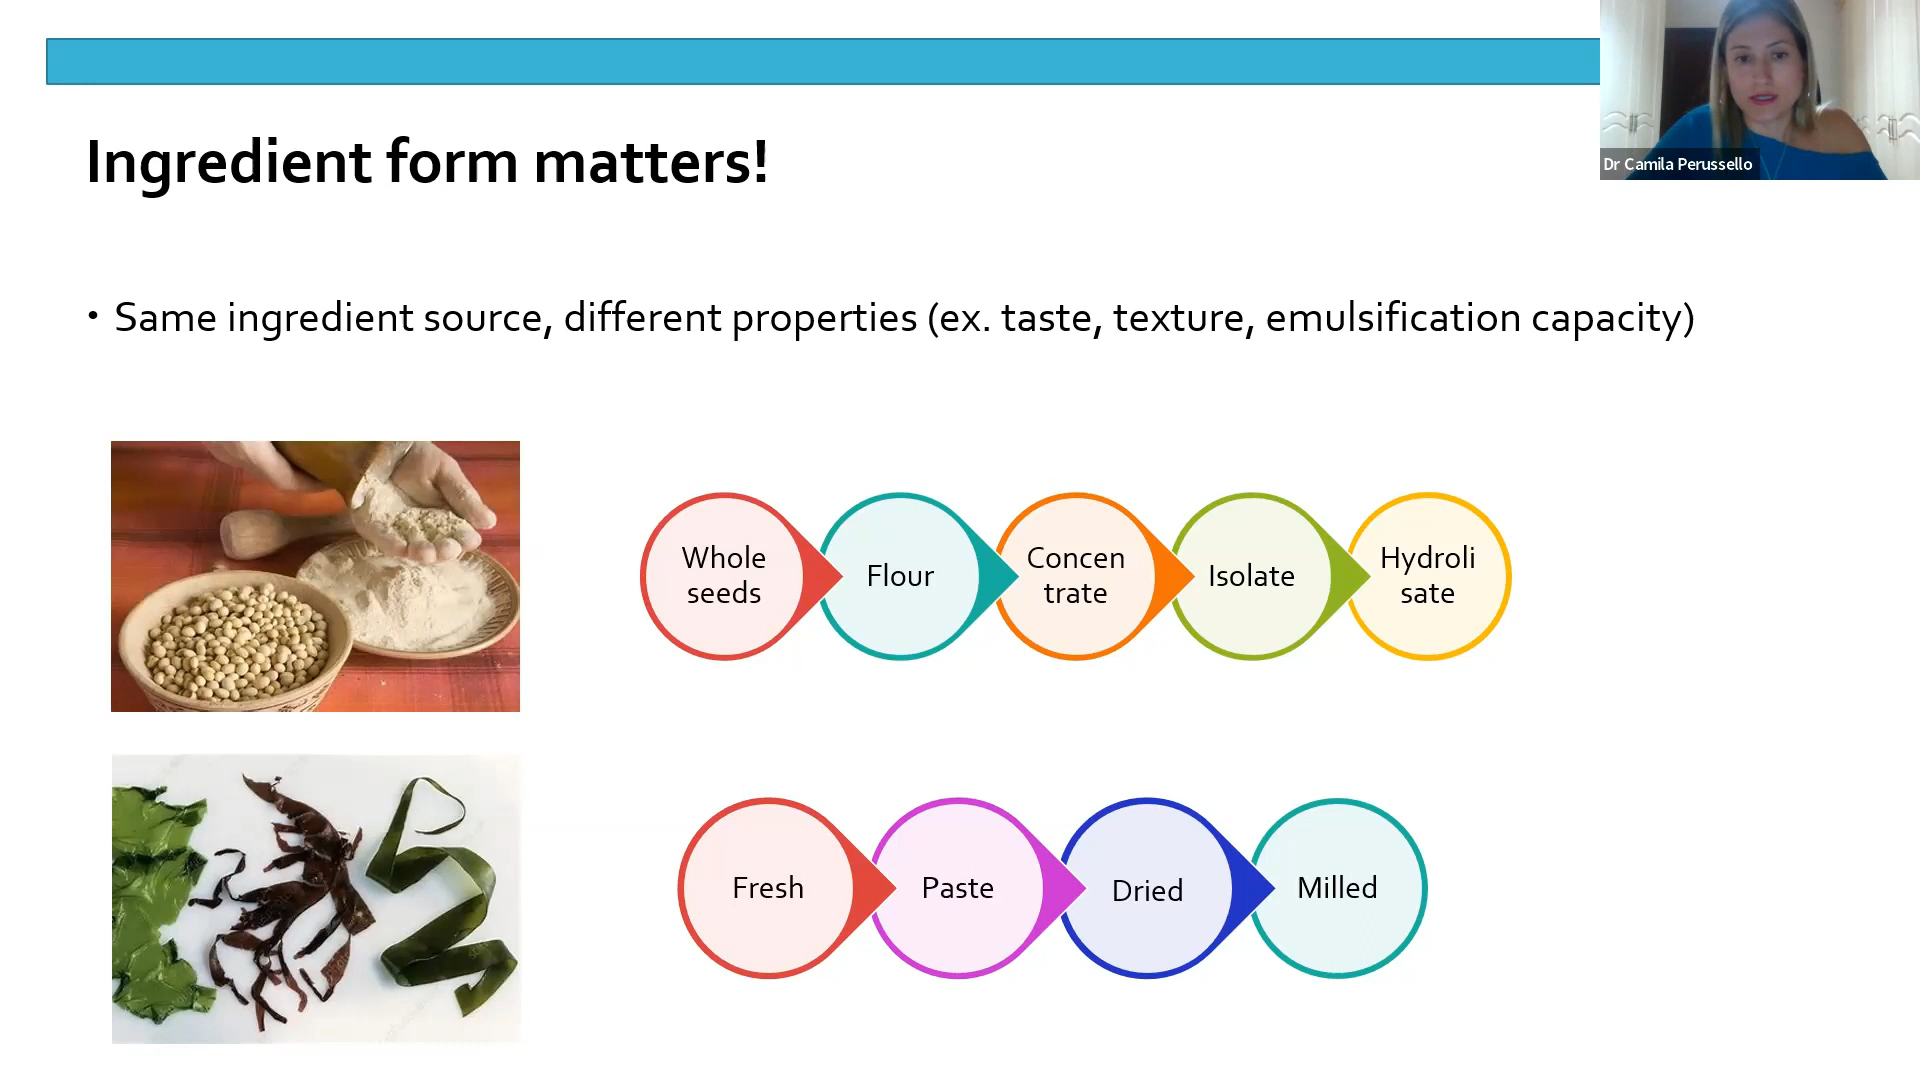 Dr Camila Perussello
Ingredient form matters!
• Same ingredient source, different properties (ex. taste, texture, emulsification capacity)
Whole
seeds
Flour
Concen
trate
Isolate
Hydroli
sate
Fresh
Paste
Dried
Milled